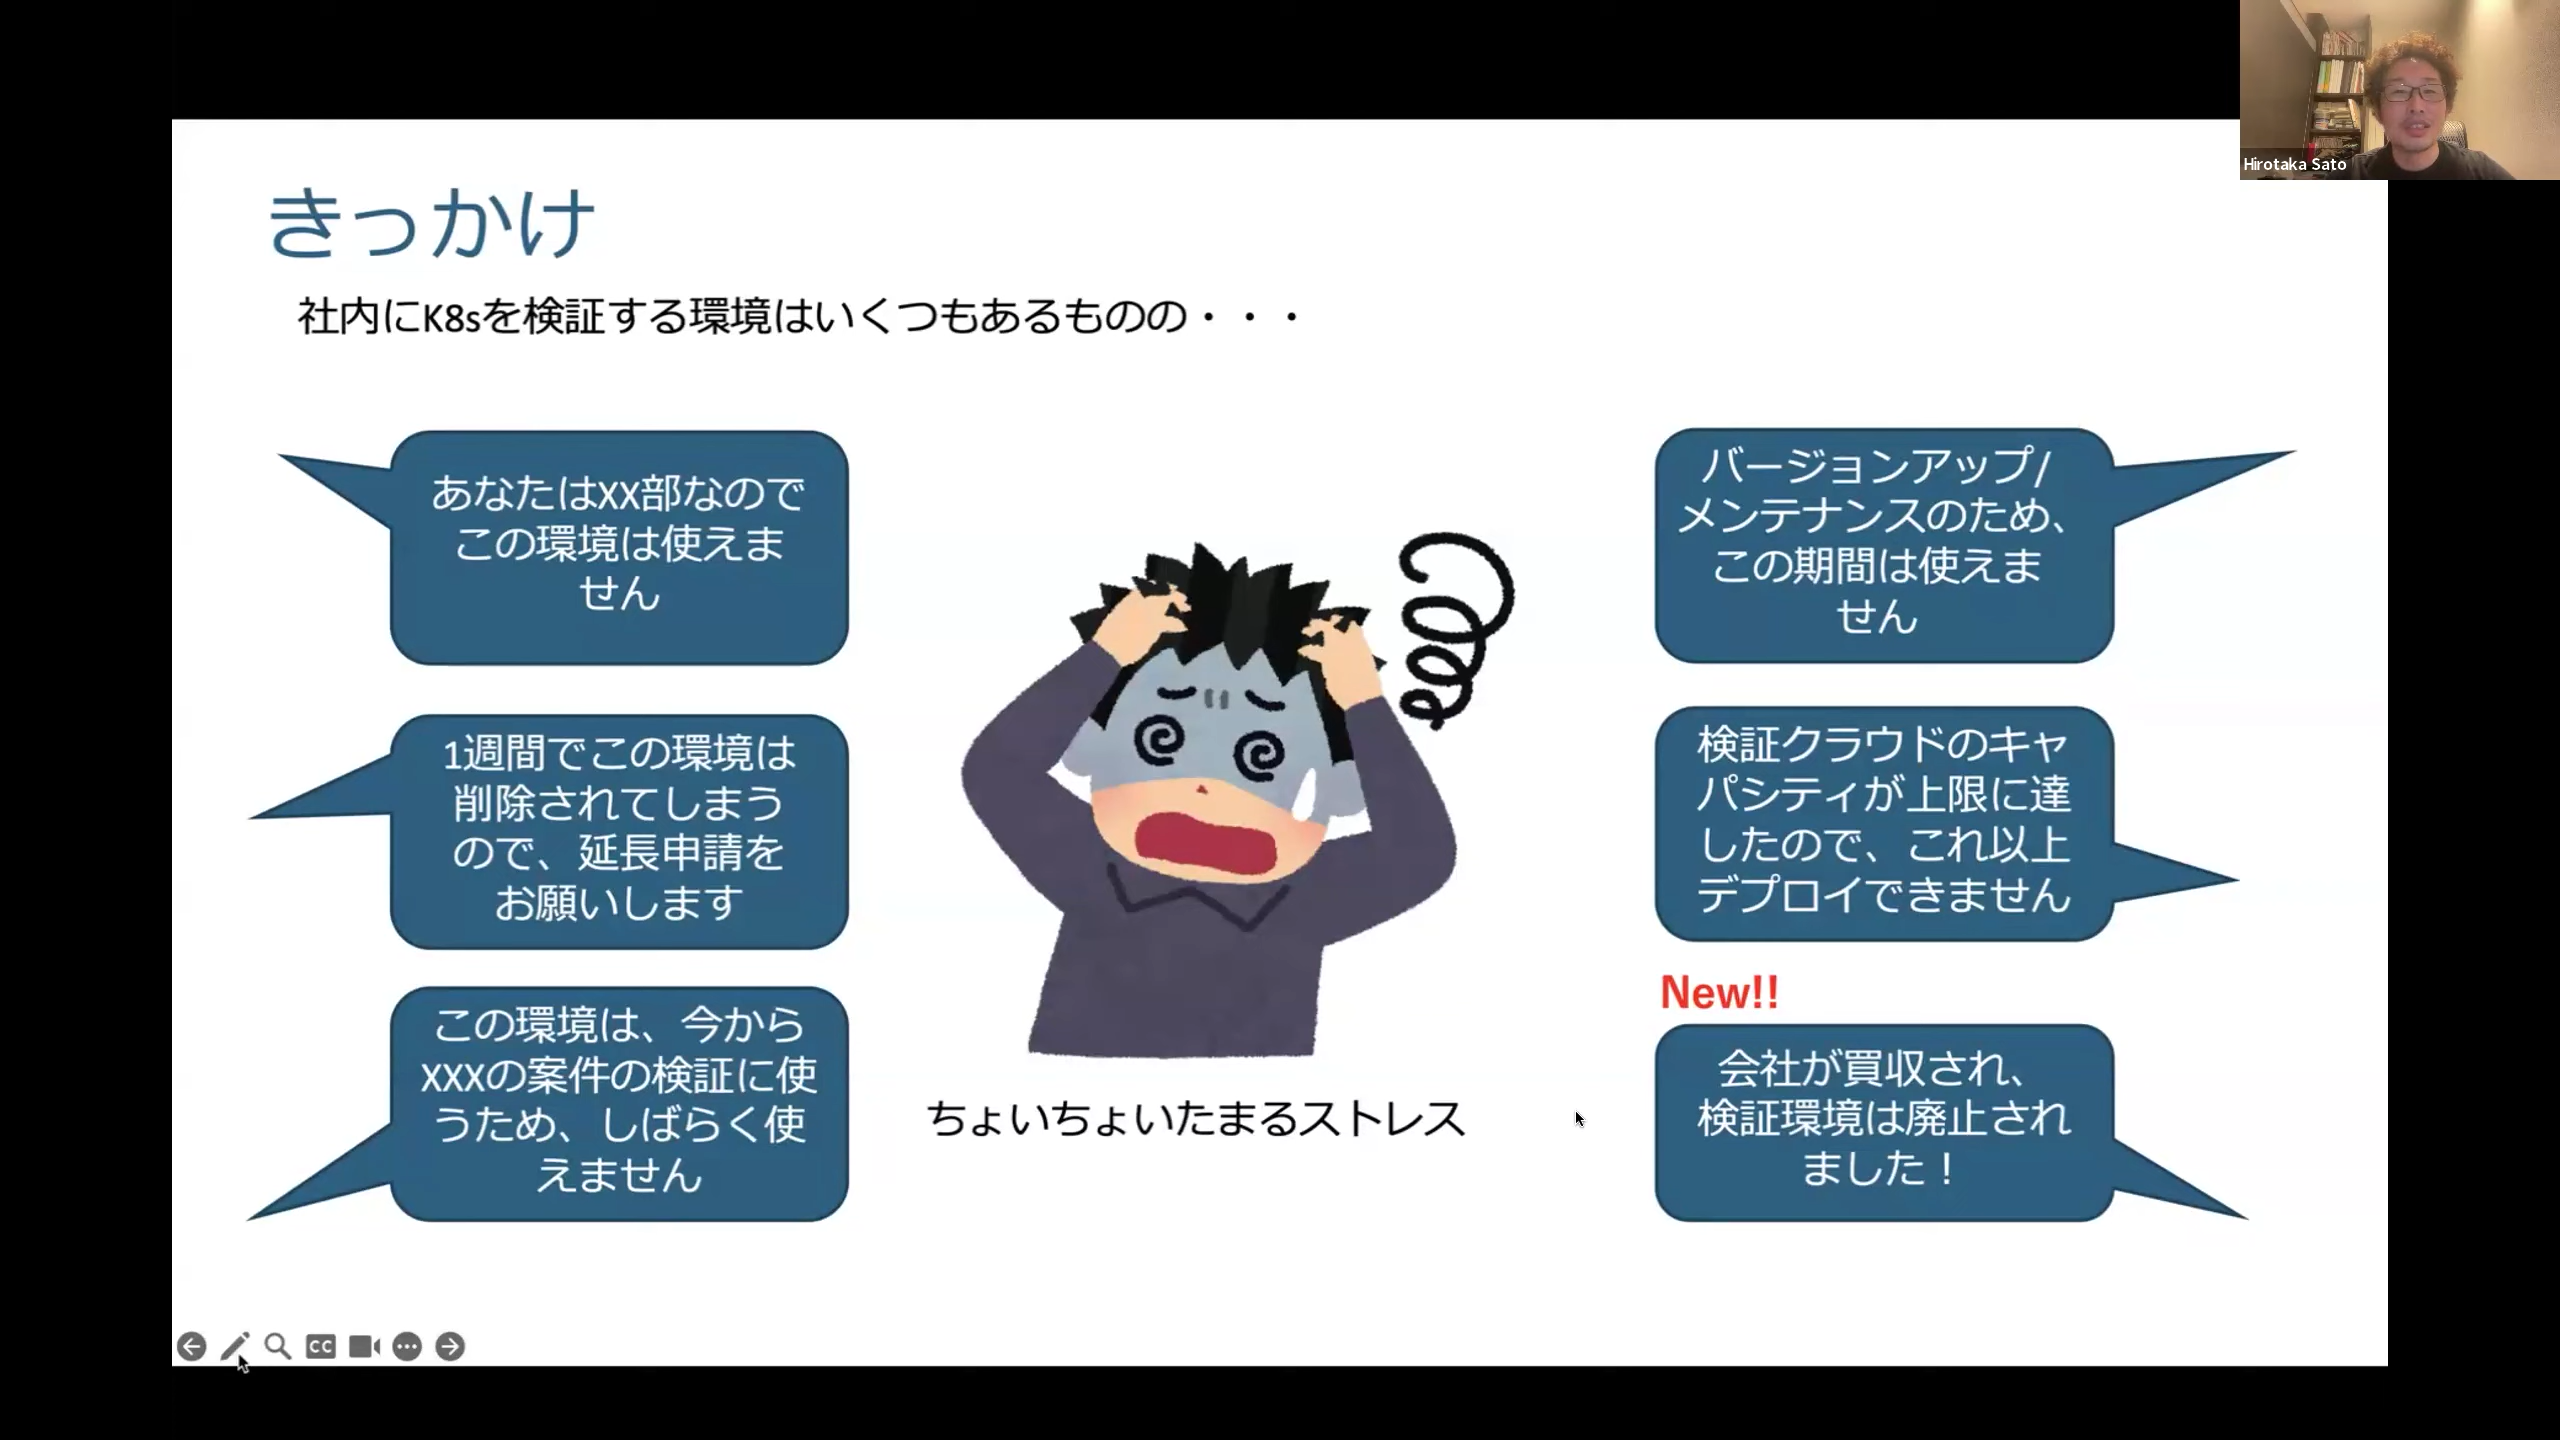 Hirotaka Sato
きっかけ
社内にK8sを検証する環境はいくつもあるものの・・・
あなたはXX部なので
この環境は使えま
せん
1週間でこの環境は
削除されてしまう
ので、延長申請を
お願いします
この環境は、今から
XXXの案件の検証に使
うため、しばらく使
えません
ちょいちょいたまるストレス
バージョンアップ/
メンテナンスのため、
この期間は使えま
せん
検証クラウドのキャ
パシティが上限に達
したので、これ以上
デプロイできません
New!!
会社が買収され、
検証環境は廃止され
ました！
CC